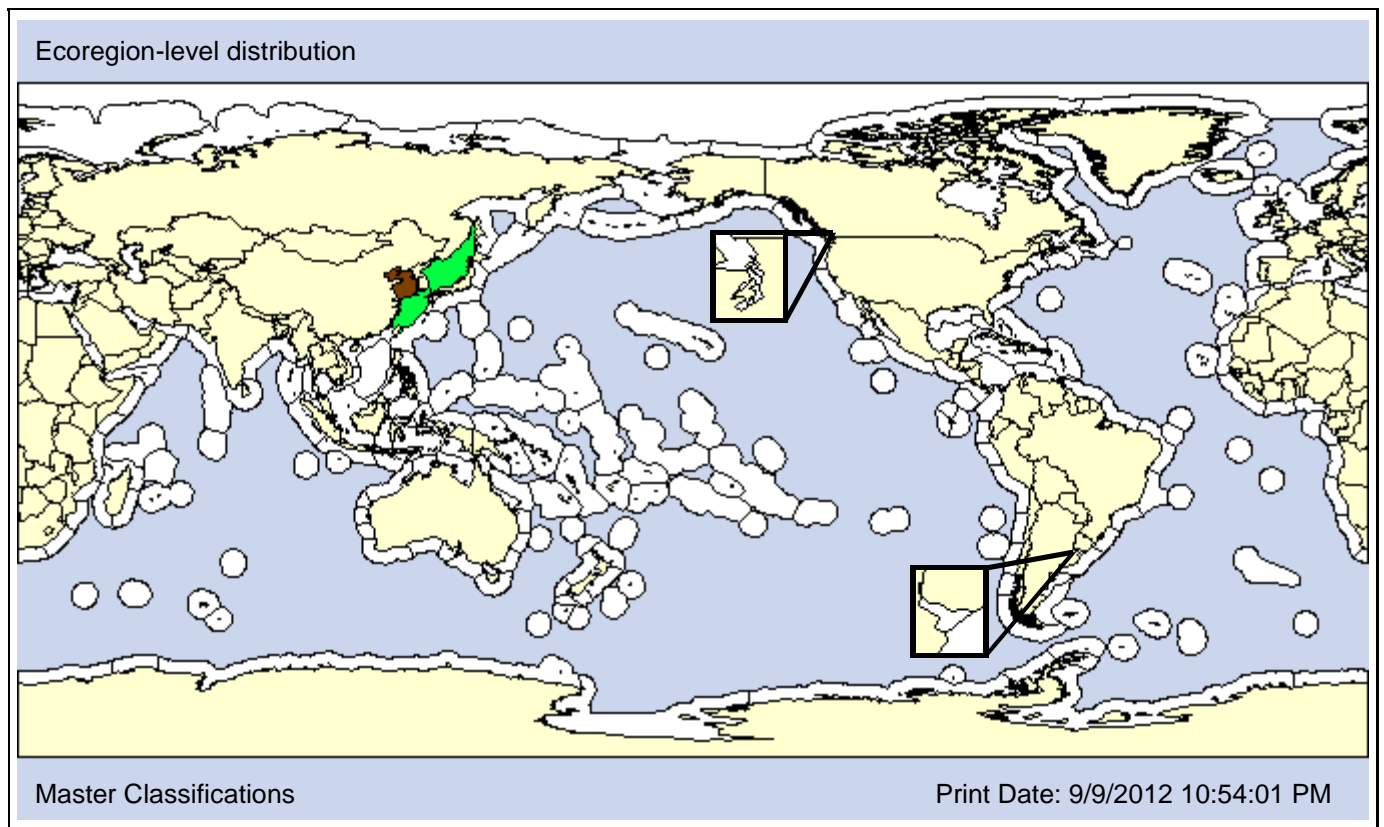 Ecoregion-level distribution
Master Classifications
Print Date: 9/9/2012 10:54:01 PM